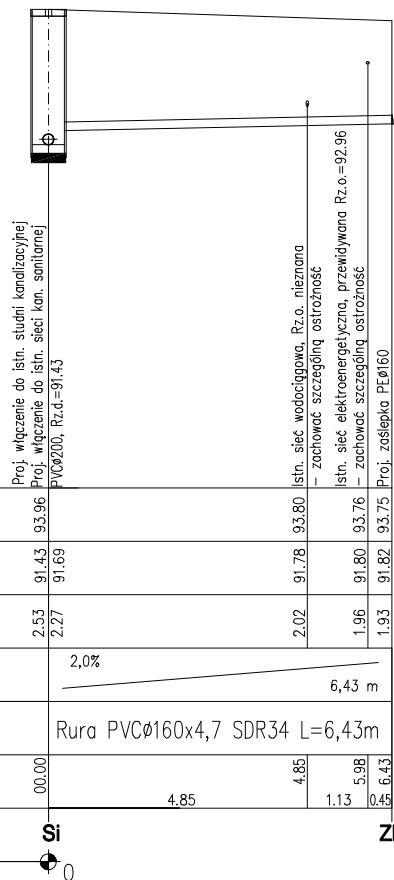 Proj. włączenie do istn. studni kanalizacyjnej
Proj. włączenie do istn. sieci kan. sanitarnej
PVCø200, Rz.d.=91.43
Istn. sieć wodociągowa, Rz.o. nieznana
– zachować szczególną ostrożność
Istn. sieć elektroenergetyczna, przewidywana Rz.o.=92.96
– zachować szczególną ostrożność
Proj. zaślepka PEø160
93.96 93.80 93.76 93.75
91.43 91.69 91.78 91.80 91.82
2.53 2.27 2.02 1.96 1.93
2,0%
6,43 m
Rura PVCø160x4,7 SDR34 L=6,43m
00.00 4.85 5.98 6.43
4.85 1.13 0.45
Si
0